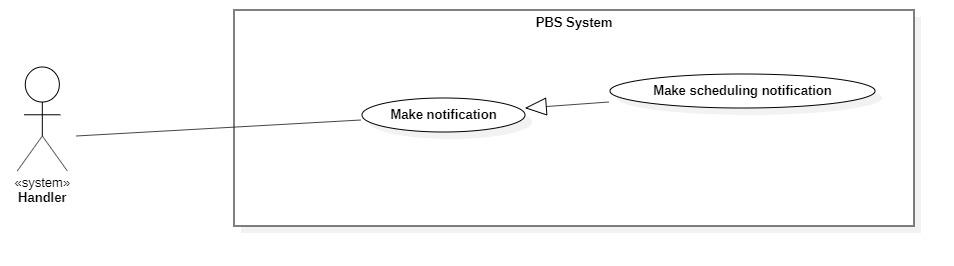 PBS System
Make scheduling notification
Make notification
«system»
Handler